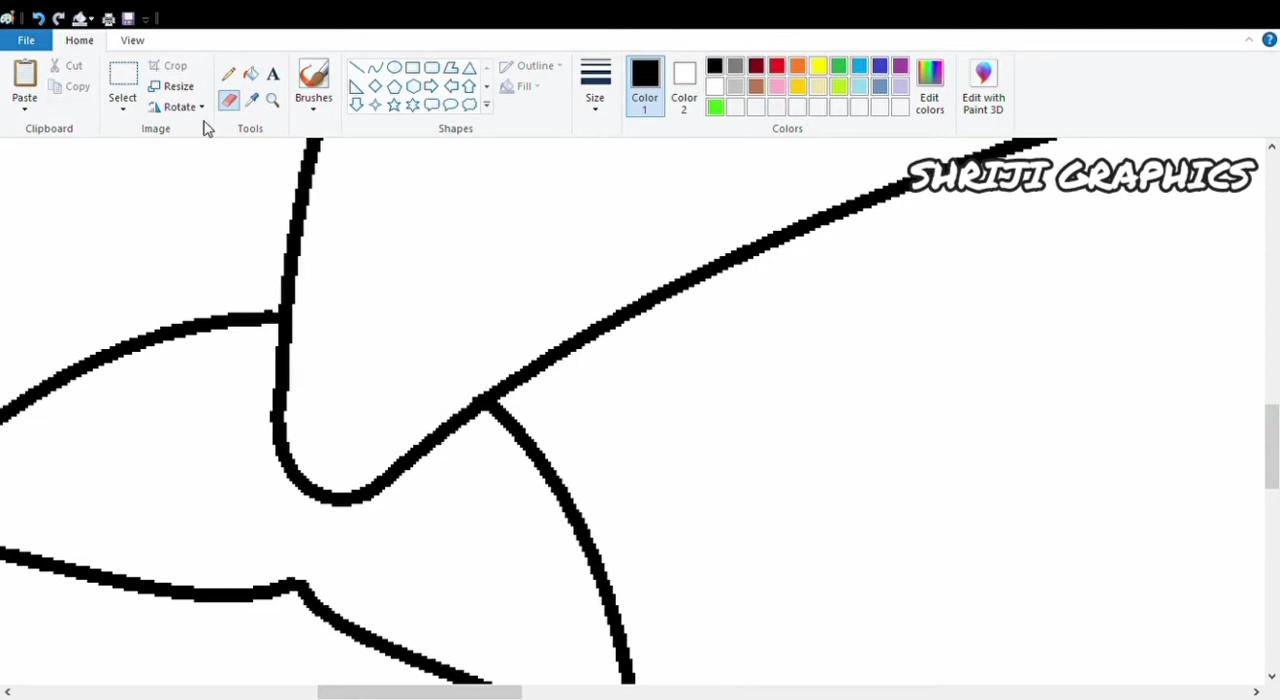 File Home View
Cut Crop Outline
Copy Resize Fill
Paste Select Rotate Brushes Size Color Color Edit Edit with
1 2 colors Paint 3D
Clipboard Image Tools Shapes Colors
SHRIJI GRAPHICS